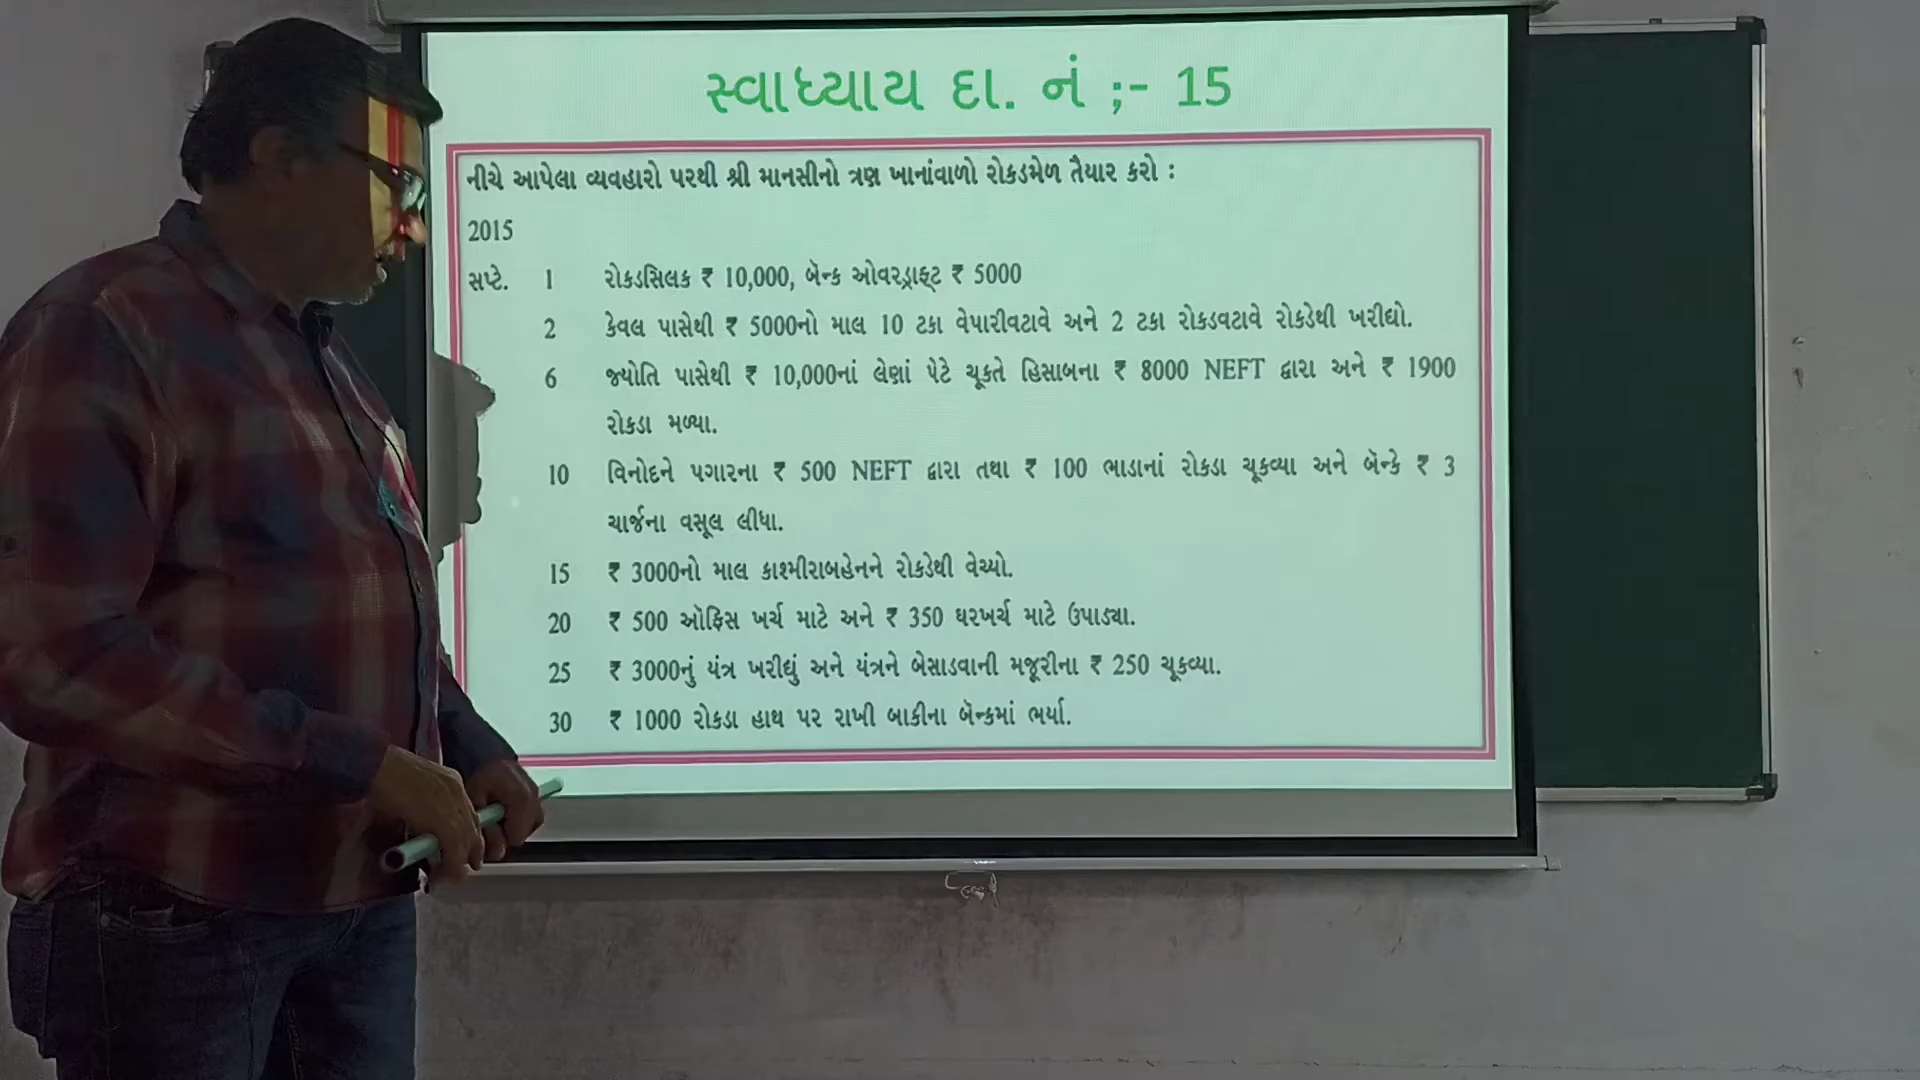 સ્વાધ્યાય દા. નં ;- 15
નીચે આપેલા વ્યવહારો પરથી શ્રી માનસીનો ત્રણ ખાનાંવાળો રોકડમેળ તૈયાર કરો :
2015
સપ્ટે. 1 રોકડસિલક ₹ 10,000, બૅન્ક ઓવરડ્રાફ્ટ ₹ 5000
2 કેવલ પાસેથી ₹ 5000નો માલ 10 ટકા વેપારીવટાવે અને 2 ટકા રોકડવટાવે રોકડેથી ખરીદ્યો.
6 જ્યોતિ પાસેથી ₹ 10,000નાં લેણાં પેટે ચૂકતે હિસાબના ₹ 8000 NEFT દ્વારા અને ₹ 1900
રોકડા મળ્યા.
10 વિનોદને પગારના ₹ 500 NEFT દ્વારા તથા ₹ 100 ભાડાનાં રોકડા ચૂકવ્યા અને બૅન્કે ₹ 3
ચાર્જના વસૂલ લીધા.
15 ₹ 3000નો માલ કાશ્મીરાબહેનને રોકડેથી વેચ્યો.
20 ₹ 500 ઑફિસ ખર્ચ માટે અને ₹ 350 ઘરખર્ચ માટે ઉપાડ્યા.
25 ₹ 3000નું યંત્ર ખરીદ્યું અને યંત્રને બેસાડવાની મજૂરીના ₹ 250 ચૂકવ્યા.
30 ₹ 1000 રોકડા હાથ પર રાખી બાકીના બૅન્કમાં ભર્યા.